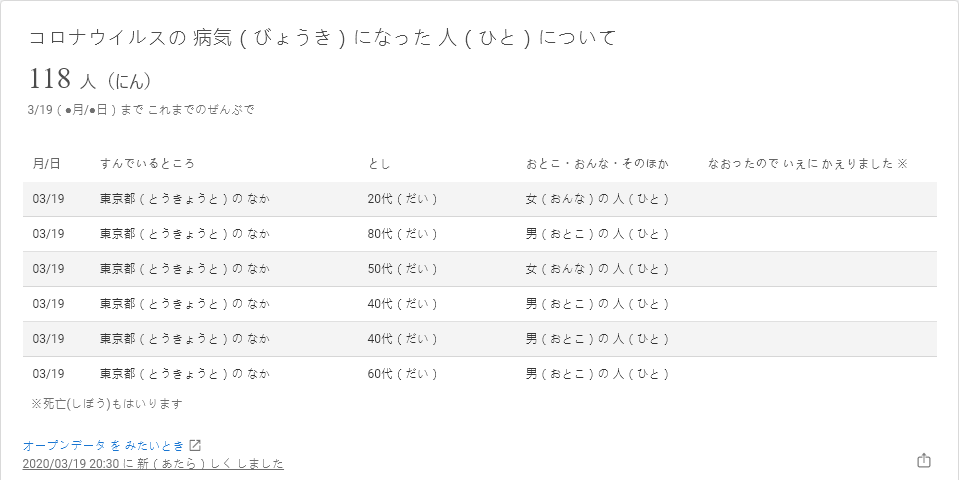 コロナウイルスの 病気 ( びょうき ) になった 人 ( ひと ) について
118 人 （にん）
3/19 ( ●月/●日 ) まで これまでのぜんぶで
月/日 すんでいるところ とし おとこ・おんな・そのほか なおったので いえに かえりました ※
03/19 東京都 ( とうきょうと ) の なか 20代 ( だい ) 女 ( おんな ) の 人 ( ひと )
03/19 東京都 ( とうきょうと ) の なか 80代 ( だい ) 男 ( おとこ ) の 人 ( ひと )
03/19 東京都 ( とうきょうと ) の なか 50代 ( だい ) 女 ( おんな ) の 人 ( ひと )
03/19 東京都 ( とうきょうと ) の なか 40代 ( だい ) 男 ( おとこ ) の 人 ( ひと )
03/19 東京都 ( とうきょうと ) の なか 40代 ( だい ) 男 ( おとこ ) の 人 ( ひと )
03/19 東京都 ( とうきょうと ) の なか 60代 ( だい ) 男 ( おとこ ) の 人 ( ひと )
※死亡(しぼう)もはいります
オープンデータ を みたいとき
2020/03/19 20:30 に 新 ( あたら ) しく しました